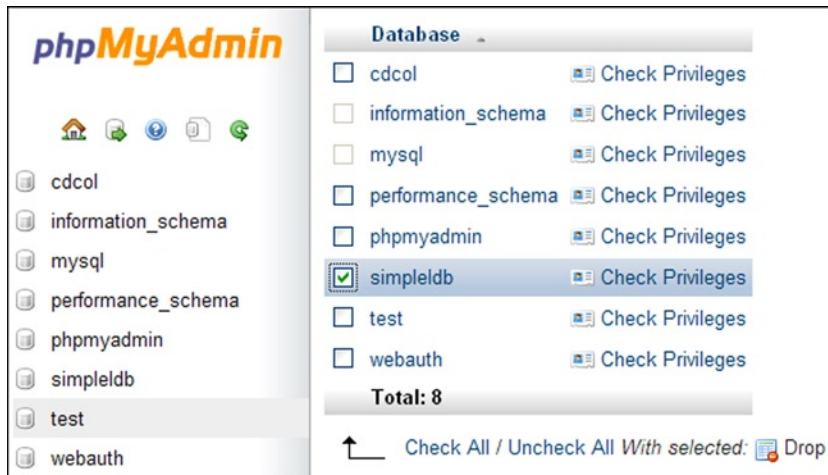 phpMyAdmin
cdcol
information_schema
mysql
performance_schema
phpmyadmin
simpleldb
test
webauth
Database
cdcol Check Privileges
information_schema Check Privileges
mysql Check Privileges
performance_schema Check Privileges
phpmyadmin Check Privileges
simpleldb Check Privileges
test Check Privileges
webauth Check Privileges
Total: 8
Check All / Uncheck All With selected: Drop